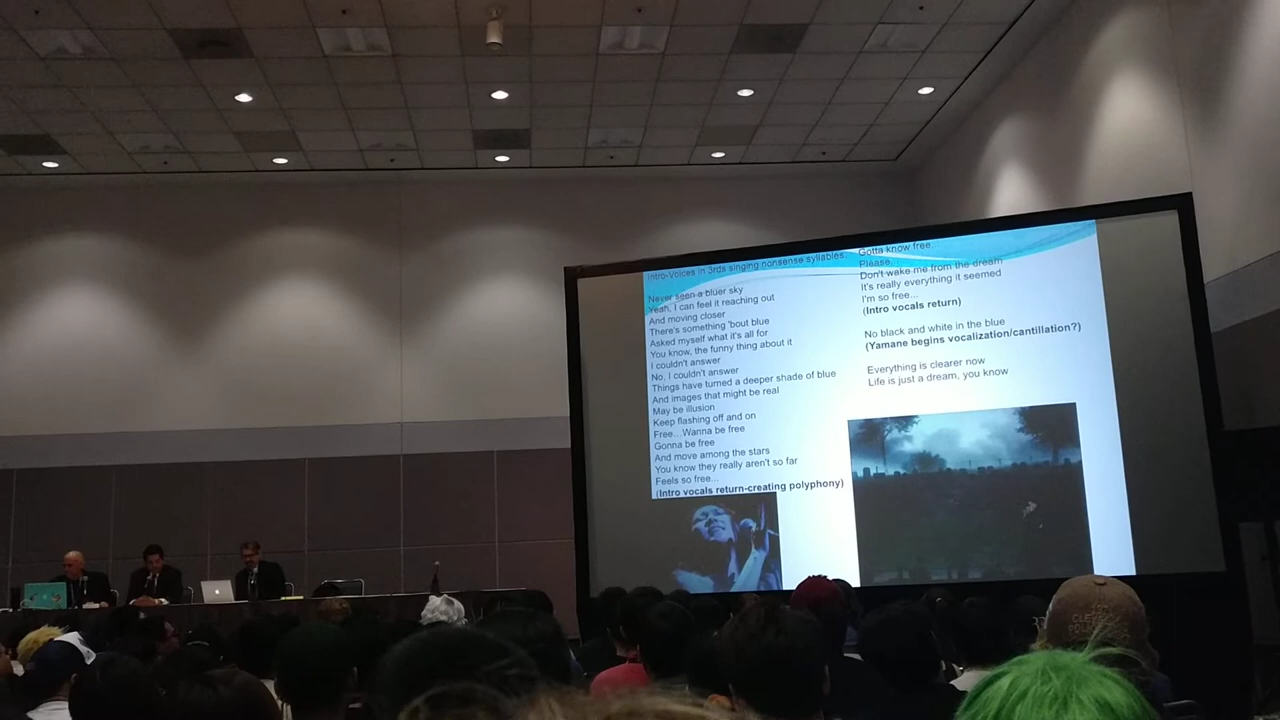 Intro-Voices in 3rds singing nonsense syllables.
Never seen a bluer sky
Yeah, I can feel it reaching out
And moving closer
There's something 'bout blue
Asked myself what it's all for
You know, the funny thing about it
I couldn't answer
No, I couldn't answer
Things have turned a deeper shade of blue
And images that might be real
May be illusion
Keep flashing off and on
Free... Wanna be free
Gonna be free
And move among the stars
You know they really aren't so far
Feels so free...
(Intro vocals return-creating polyphony)
Gotta know free...
Please...
Don't wake me from the dream
It's really everything it seemed
I'm so free...
(Intro vocals return)
No black and white in the blue
(Yamane begins vocalization/cantillation?)
Everything is clearer now
Life is just a dream, you know